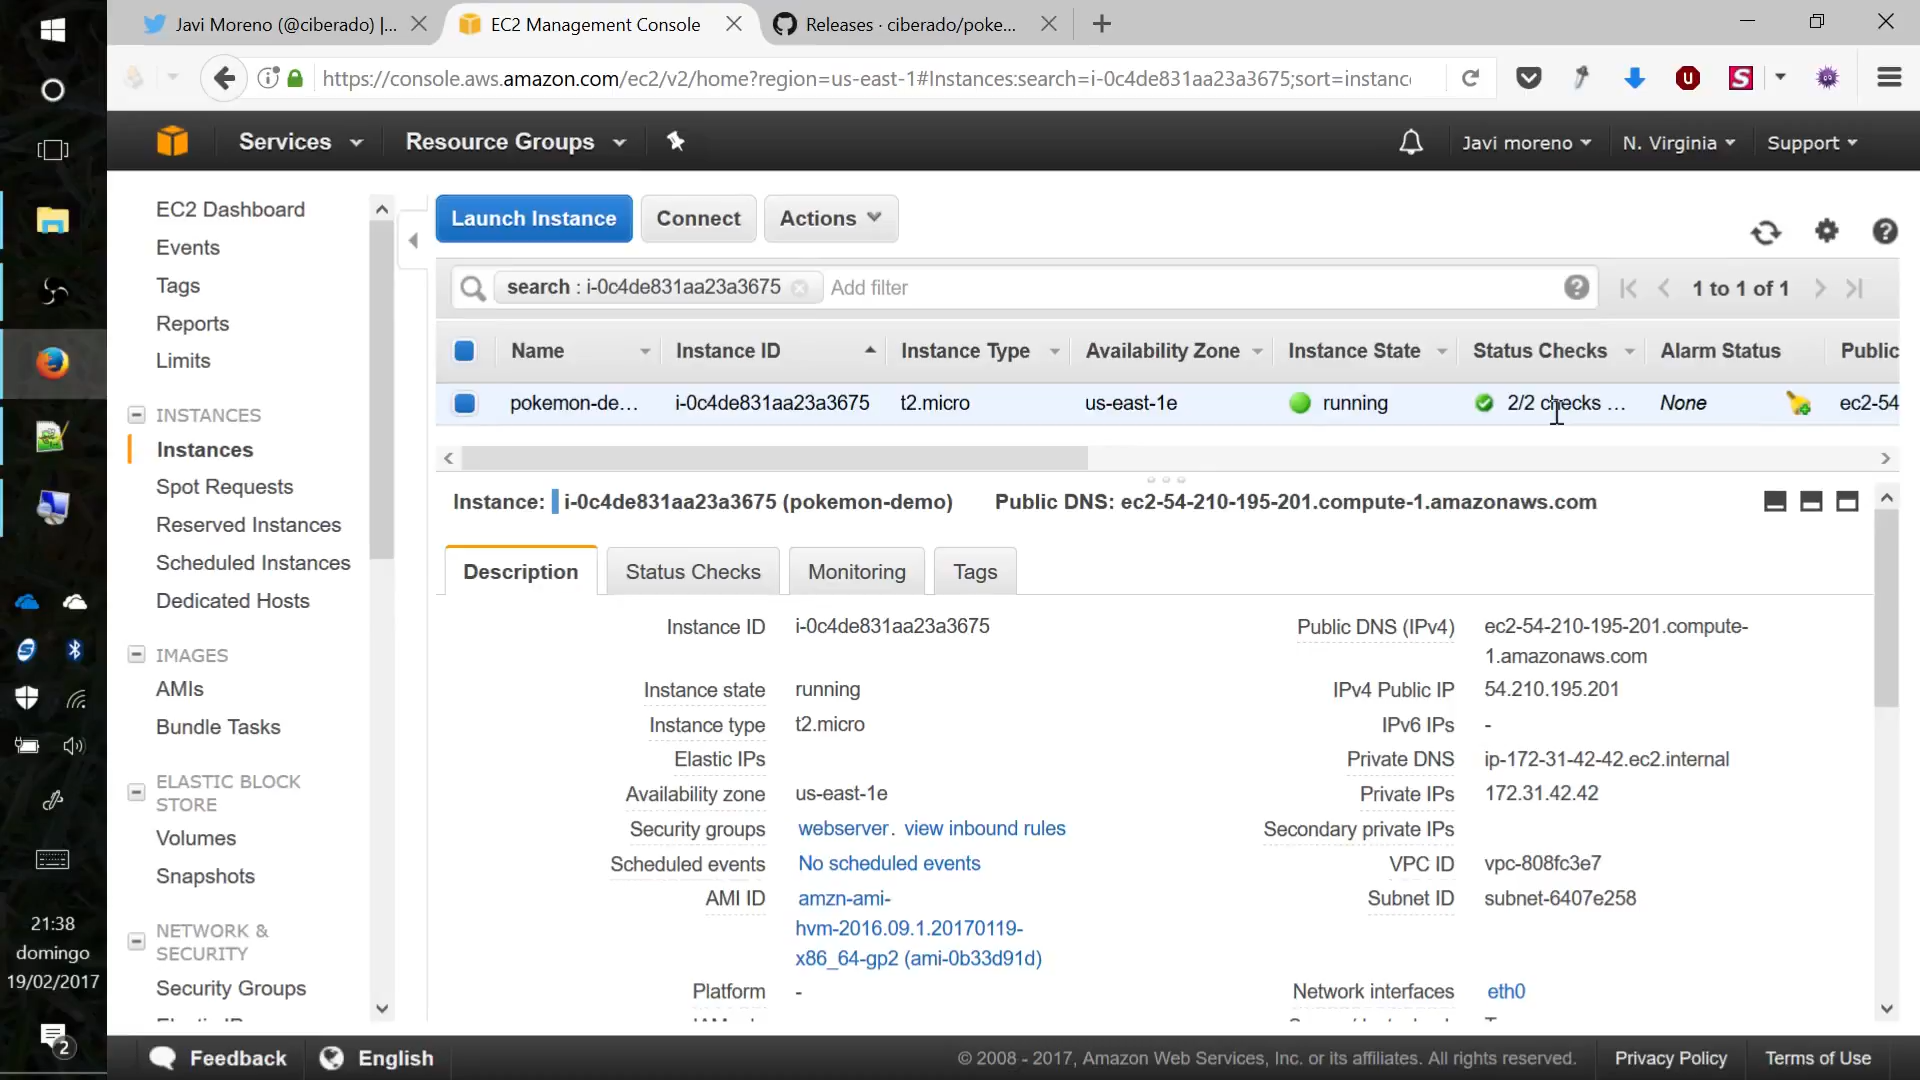 Javi Moreno (@ciberado) |...
EC2 Management Console
Releases · ciberado/poke...
https://console.aws.amazon.com/ec2/v2/home?region=us-east-1#Instances:search=i-0c4de831aa23a3675;sort=instanc
Services
Resource Groups
Javi moreno
N. Virginia
Support
EC2 Dashboard
Events
Tags
Reports
Limits
INSTANCES
Instances
Spot Requests
Reserved Instances
Scheduled Instances
Dedicated Hosts
IMAGES
AMIs
Bundle Tasks
ELASTIC BLOCK
STORE
Volumes
Snapshots
NETWORK &
SECURITY
Security Groups
Launch Instance
Connect
Actions
search : i-0c4de831aa23a3675
Add filter
1 to 1 of 1
Name Instance ID Instance Type Availability Zone Instance State Status Checks Alarm Status Public
pokemon-de... i-0c4de831aa23a3675 t2.micro us-east-1e running 2/2 checks ... None ec2-54
Instance: i-0c4de831aa23a3675 (pokemon-demo) Public DNS: ec2-54-210-195-201.compute-1.amazonaws.com
Description
Status Checks
Monitoring
Tags
Instance ID i-0c4de831aa23a3675
Instance state running
Instance type t2.micro
Elastic IPs
Availability zone us-east-1e
Security groups webserver. view inbound rules
Scheduled events No scheduled events
AMI ID amzn-ami-
hvm-2016.09.1.20170119-
x86_64-gp2 (ami-0b33d91d)
Platform -
Public DNS (IPv4) ec2-54-210-195-201.compute-
1.amazonaws.com
IPv4 Public IP 54.210.195.201
IPv6 IPs -
Private DNS ip-172-31-42-42.ec2.internal
Private IPs 172.31.42.42
Secondary private IPs
VPC ID vpc-808fc3e7
Subnet ID subnet-6407e258
Network interfaces eth0
21:38
domingo
19/02/2017
2
Feedback
English
© 2008 - 2017, Amazon Web Services, Inc. or its affiliates. All rights reserved.
Privacy Policy
Terms of Use